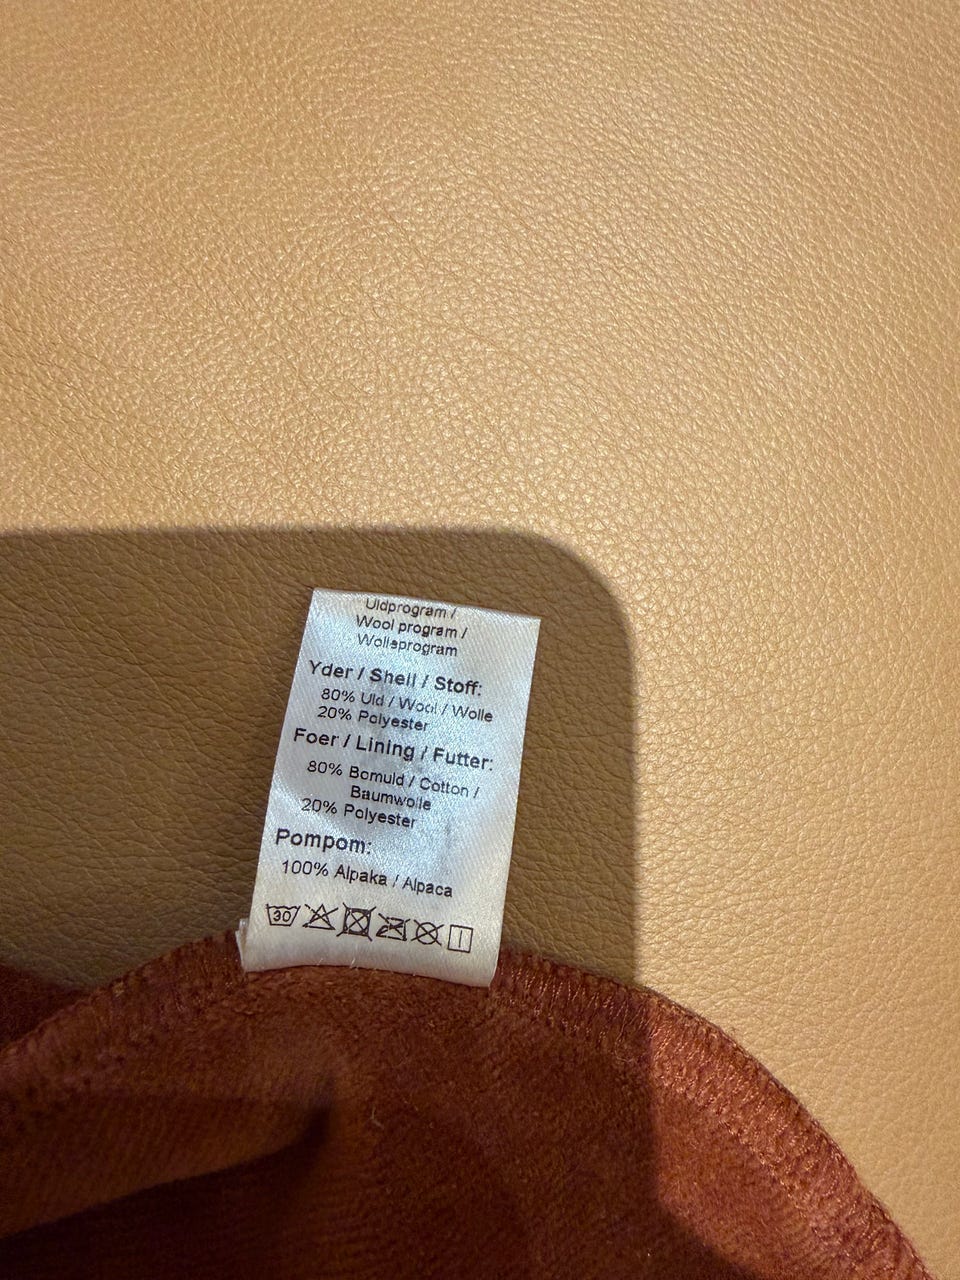 Uldprogram /
Wool program /
Wolleprogram
Yder / Shell / Stoff:
80% Uld / Wool / Wolle
20% Polyester
Foer / Lining / Futter:
80% Bomuld / Cotton /
Baumwolle
20% Polyester
Pompom:
100% Alpaka / Alpaca
30